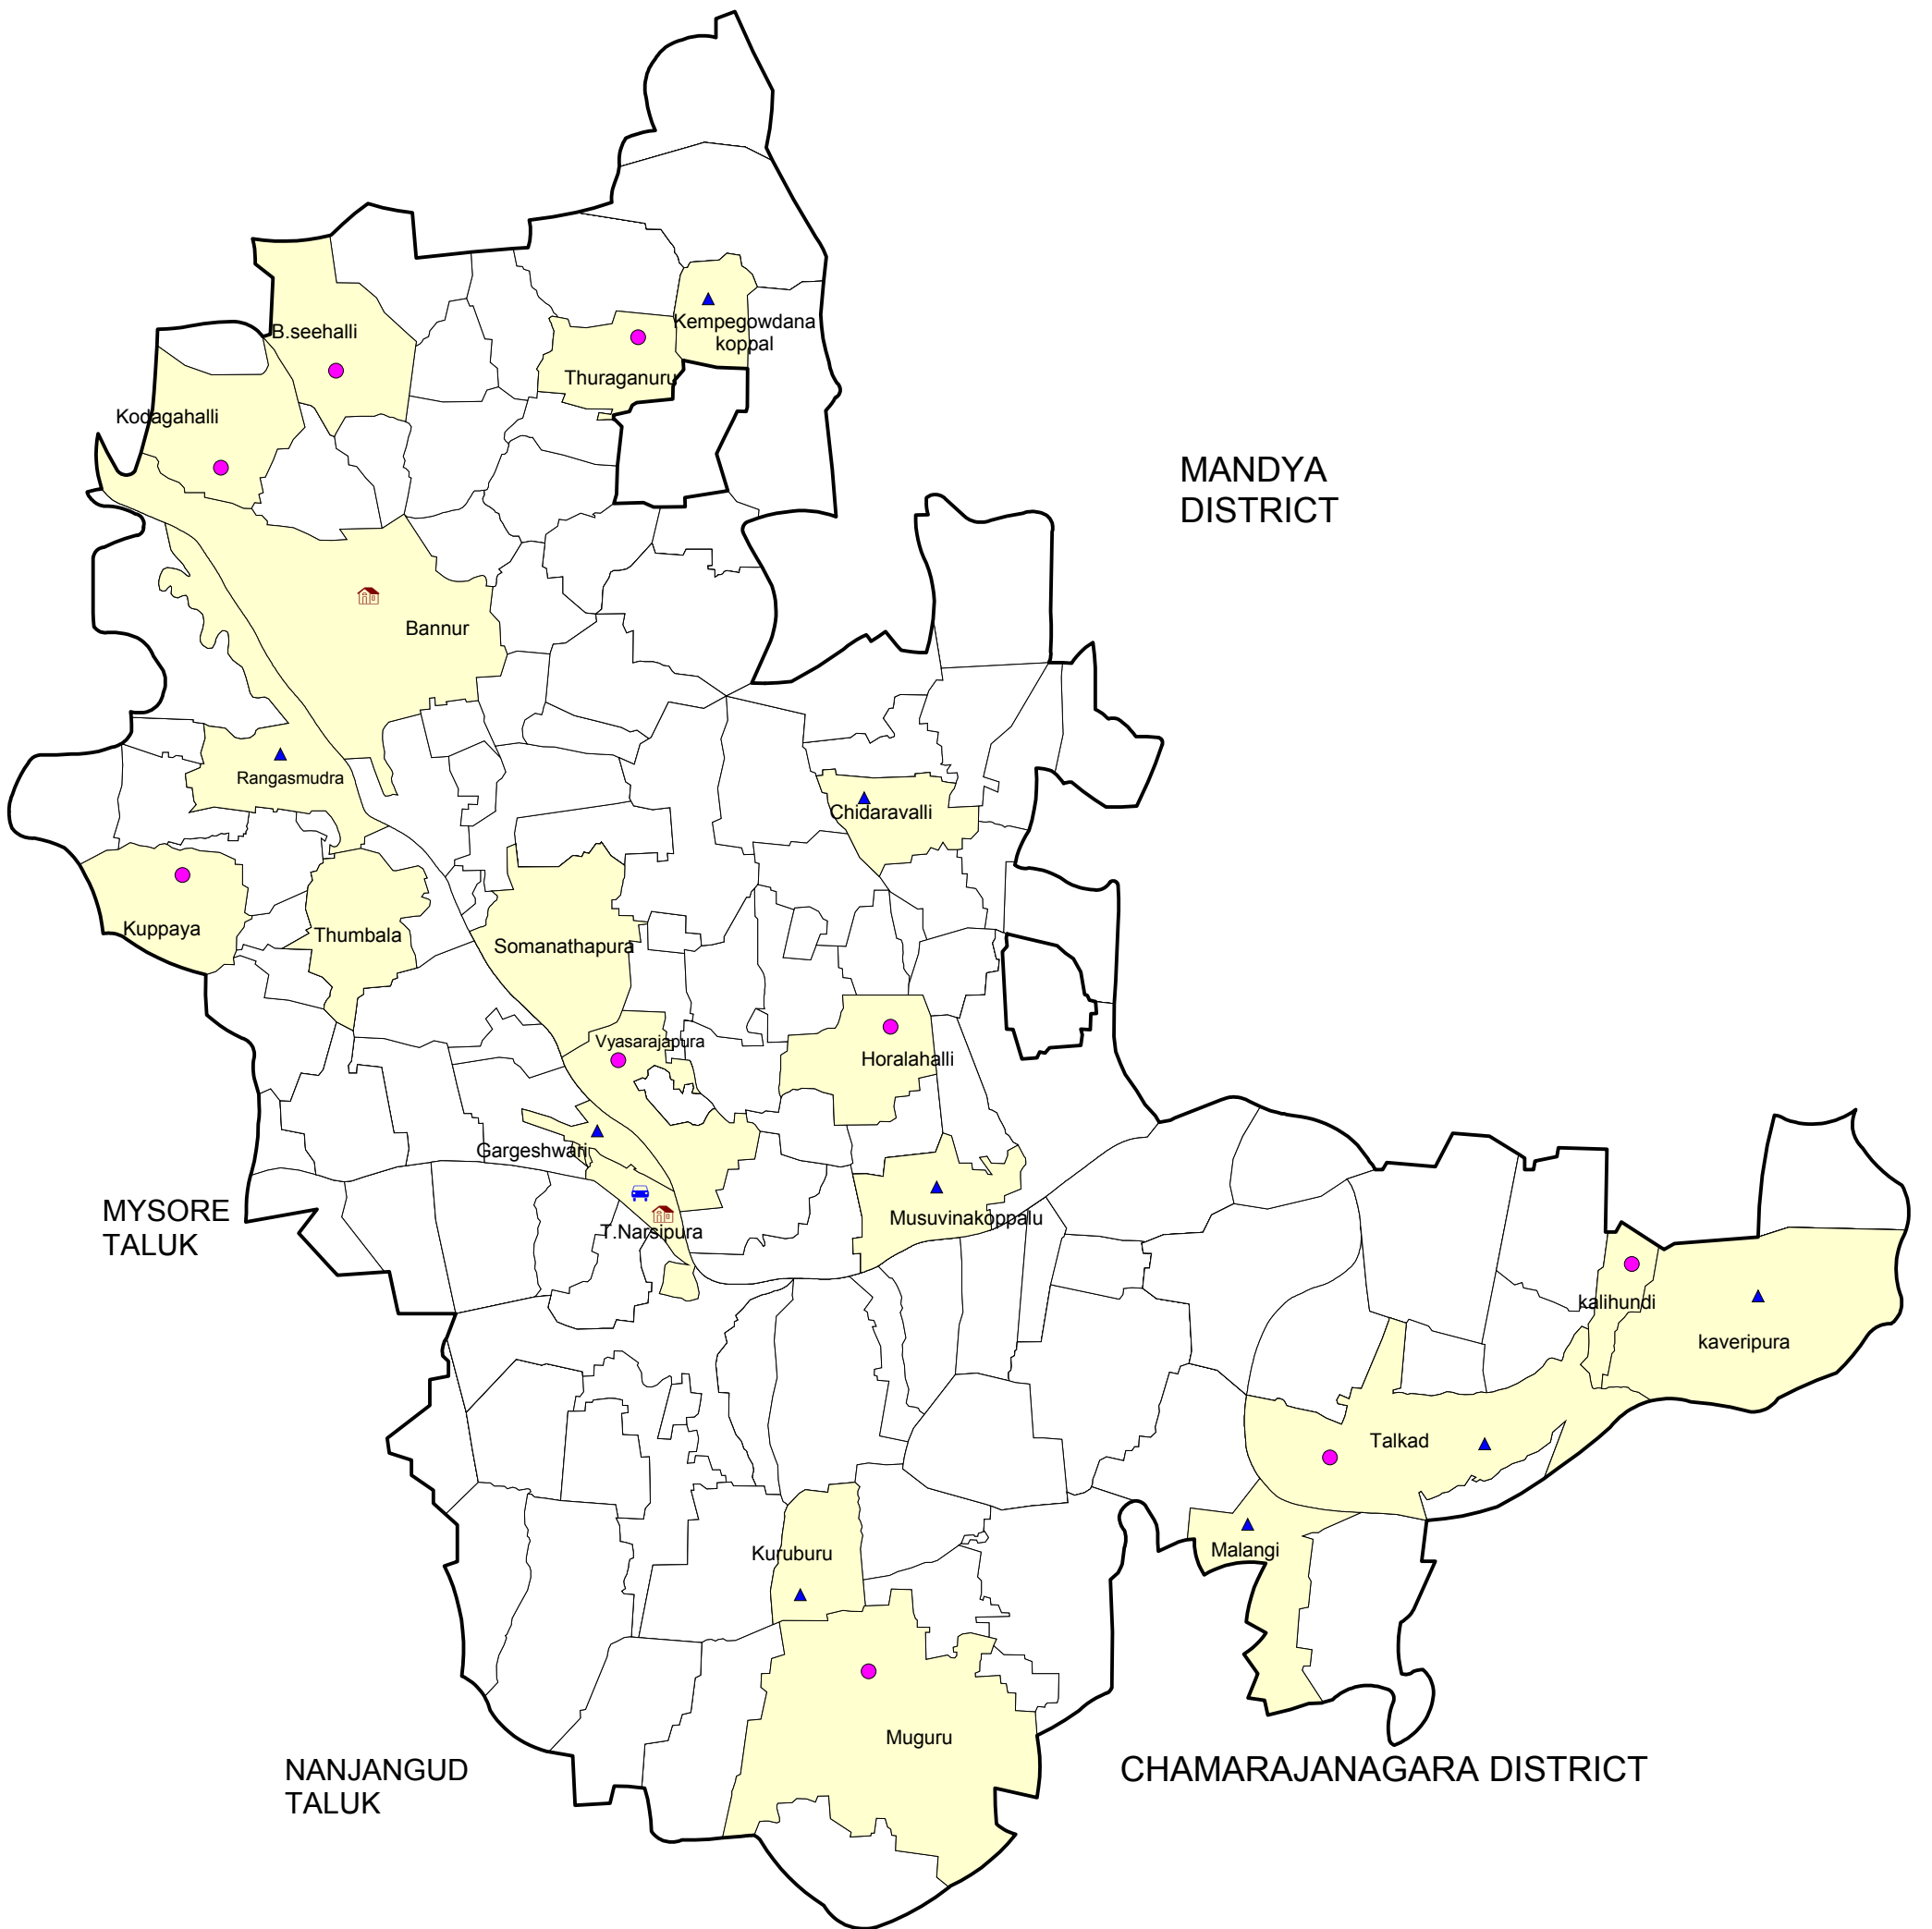 B.seehalli
Kempegowdana
koppal
Thuraganuru
Kodagahalli
MANDYA
DISTRICT
Bannur
Rangasmudra
Chidaravalli
Kuppaya
Thumbala
Somanathapura
Vyasarajapura
Horalahalli
Gargeshwari
MYSORE
TALUK
T.Narsipura
Musuvinakoppalu
kalihundi
kaveripura
Talkad
Kuruburu
Malangi
Muguru
NANJANGUD
TALUK
CHAMARAJANAGARA DISTRICT